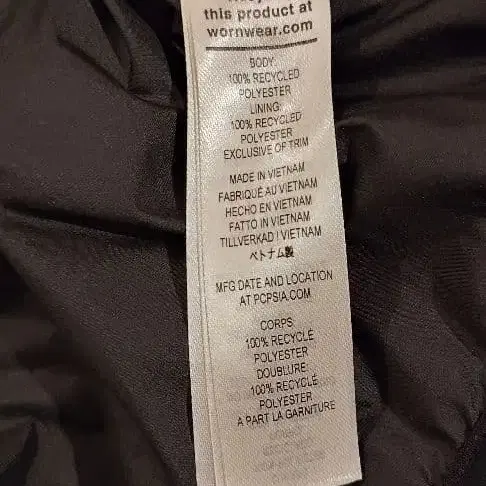 this product at
wornwear.com
BODY:
100% RECYCLED
POLYESTER
LINING:
100% RECYCLED
POLYESTER
EXCLUSIVE OF TRIM
MADE IN VIETNAM
FABRIQUÉ AU VIETNAM
HECHO EN VIETNAM
FATTO IN VIETNAM
TILLVERKAD I VIETNAM
ベトナム製
MFG DATE AND LOCATION
AT PCPSIA.COM
CORPS:
100% RECYCLÉ
POLYESTER
DOUBLURE:
100% RECYCLÉ
POLYESTER
A PART LA GARNITURE